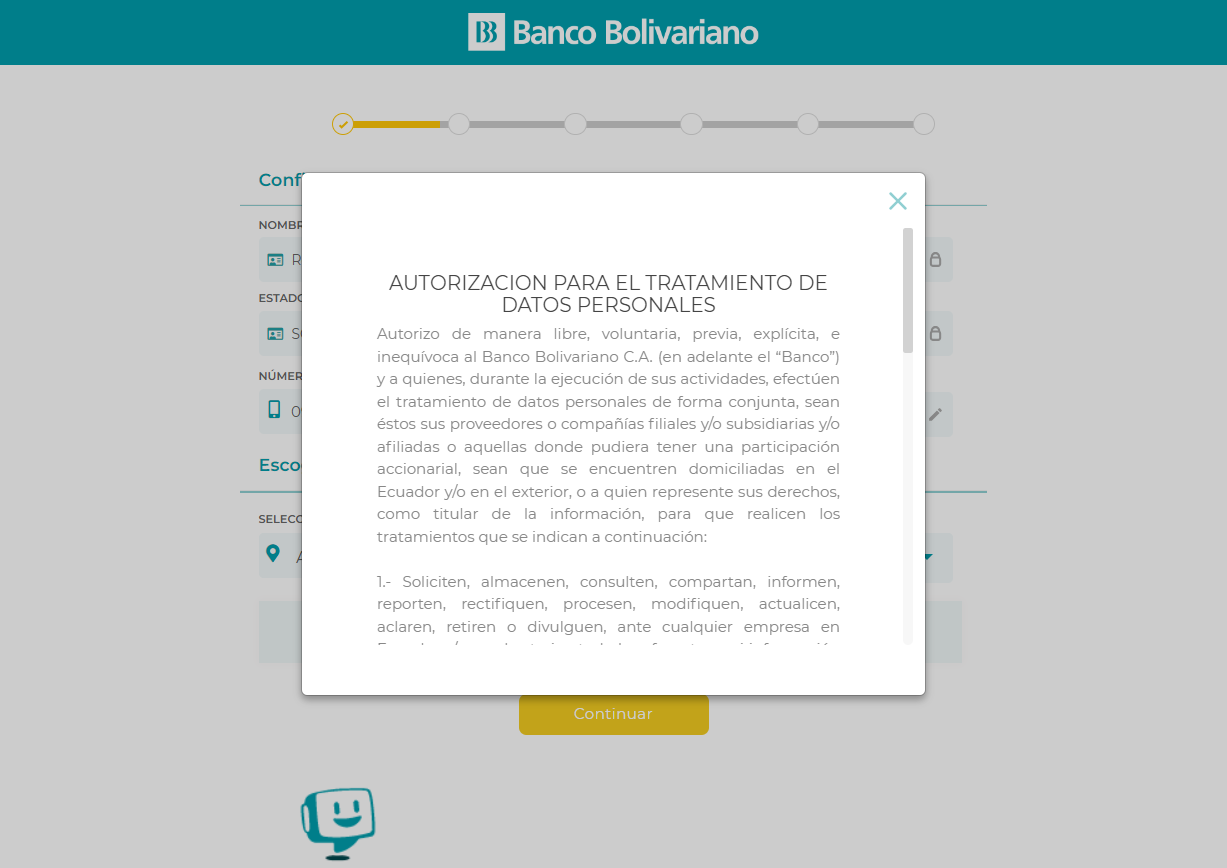 Banco Bolivariano
NOMBR
R
ESTADO
NÚMER
0
Esco
SELECC
AUTORIZACION PARA EL TRATAMIENTO DE
DATOS PERSONALES
Autorizo de manera libre, voluntaria, previa, explícita, e
inequívoca al Banco Bolivariano C.A. (en adelante el “Banco”)
y a quienes, durante la ejecución de sus actividades, efectúen
el tratamiento de datos personales de forma conjunta, sean
éstos sus proveedores o compañías filiales y/o subsidiarias y/o
afiliadas o aquellas donde pudiera tener una participación
accionarial, sean que se encuentren domiciliadas en el
Ecuador y/o en el exterior, o a quien represente sus derechos,
como titular de la información, para que realicen los
tratamientos que se indican a continuación:
1.- Soliciten, almacenen, consulten, compartan, informen,
reporten, rectifiquen, procesen, modifiquen, actualicen,
aclaren, retiren o divulguen, ante cualquier empresa en
Continuar